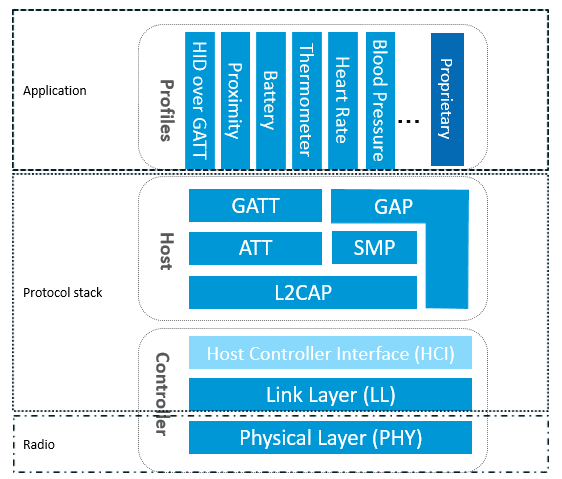 Application
Profiles
HID over GATT
Proximity
Battery
Thermometer
Heart Rate
Blood Pressure
...
Proprietary
Protocol stack
Host
GATT
GAP
ATT
SMP
L2CAP
Controller
Host Controller Interface (HCI)
Link Layer (LL)
Radio
Physical Layer (PHY)